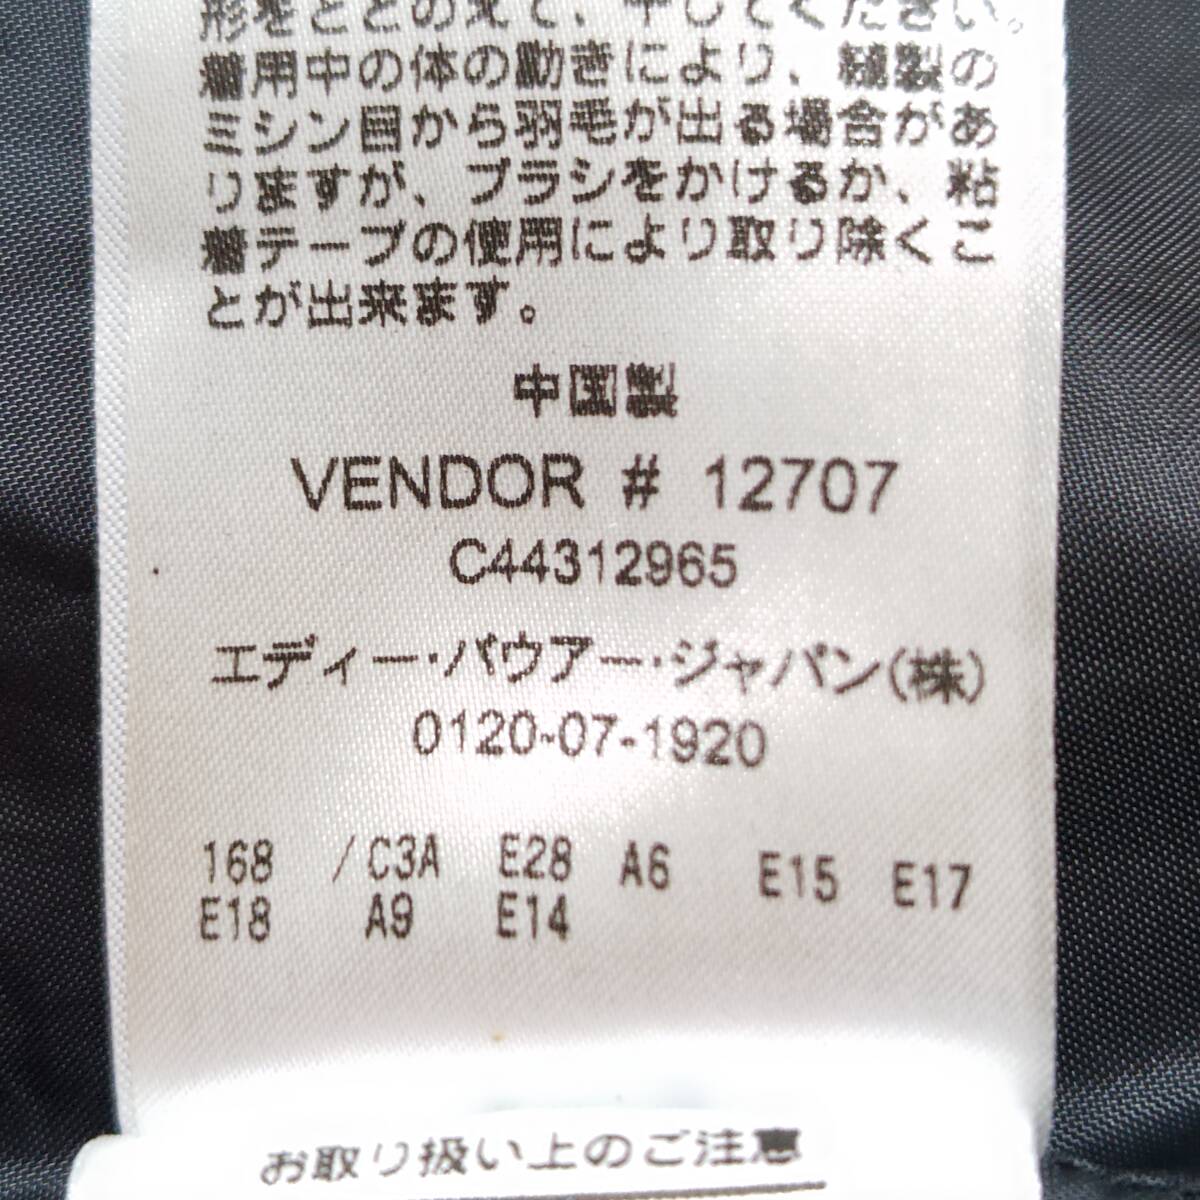 形をととのえて、干してください。
着用中の体の動きにより、縫製の
ミシン目から羽毛が出る場合があ
りますが、ブラシをかけるか、粘
着テープの使用により取り除くこ
とが出来ます。
中国製
VENDOR # 12707
C44312965
エディー・バウアー・ジャパン(株)
0120-07-1920
168 /C3A E28 A6 E15 E17
E18 A9 E14
お取り扱い上のご注意